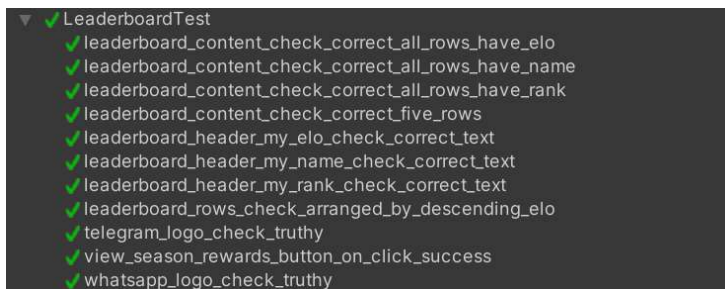 LeaderboardTest
leaderboard_content_check_correct_all_rows_have_elo
leaderboard_content_check_correct_all_rows_have_name
leaderboard_content_check_correct_all_rows_have_rank
leaderboard_content_check_correct_five_rows
leaderboard_header_my_elo_check_correct_text
leaderboard_header_my_name_check_correct_text
leaderboard_header_my_rank_check_correct_text
leaderboard_rows_check_arranged_by_descending_elo
telegram_logo_check_truthy
view_season_rewards_button_on_click_success
whatsapp_logo_check_truthy